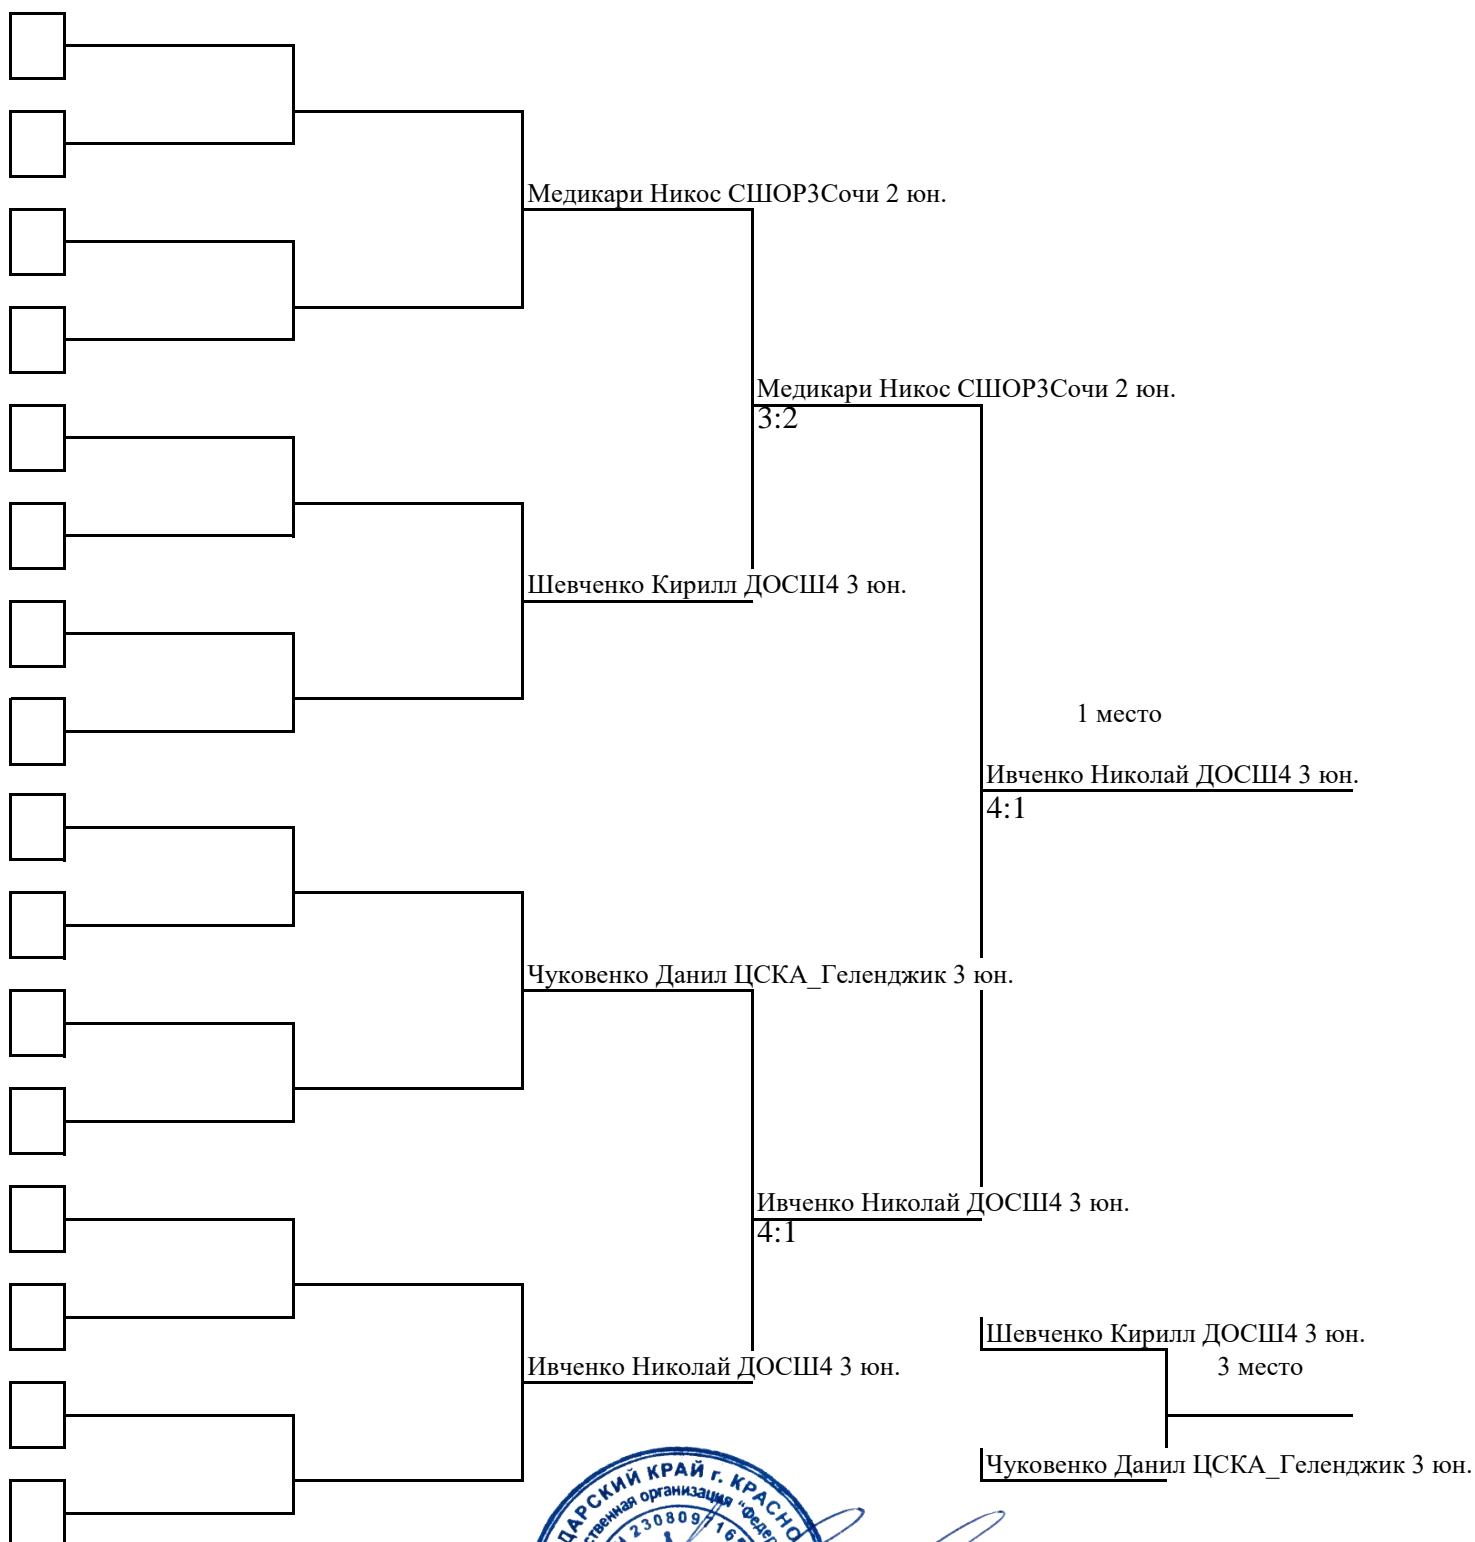 Медикари Никос СШОР3Сочи 2 юн.
Медикари Никос СШОР3Сочи 2 юн.
3:2
Шевченко Кирилл ДОСШ4 3 юн.
1 место
Ивченко Николай ДОСШ4 3 юн.
4:1
Чуковенко Данил ЦСКА_Геленджик 3 юн.
Ивченко Николай ДОСШ4 3 юн.
4:1
Шевченко Кирилл ДОСШ4 3 юн.
Ивченко Николай ДОСШ4 3 юн.
3 место
Чуковенко Данил ЦСКА_Геленджик 3 юн.
КРАЙ г.
организация